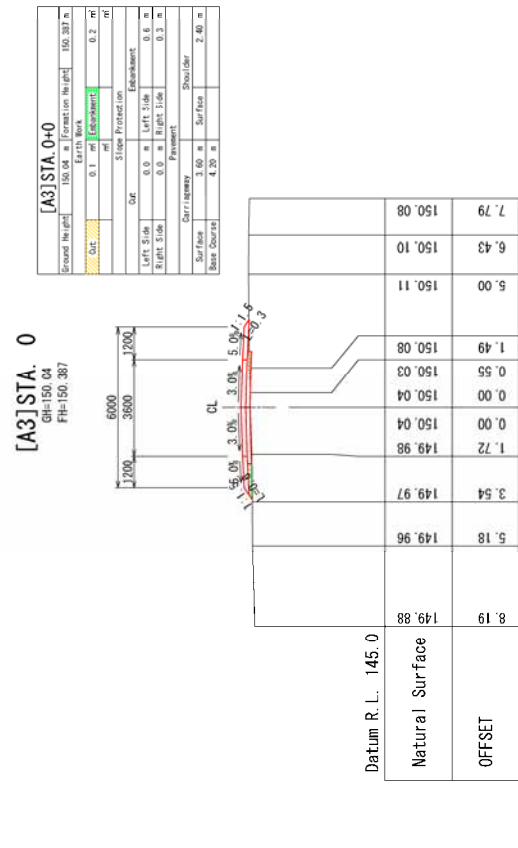 [A3]STA. 0
GH=150.04
FH=150.387
[A3]STA. 0+0
Ground Height 150.04 m Formation Height 150.387 m
Earth Work
Cut 0.1 ㎡ Embankment 0.2 ㎡
㎡ ㎡
Slope Protection
Cut Embankment
Left Side 0.0 m Left Side 0.6 m
Right Side 0.0 m Right Side 0.3 m
Pavement
Carriageway Shoulder
Surface 3.60 m Surface 2.40 m
Base Course 4.20 m
6000
1200 3600 1200
CL
3.0% 3.0% 5.0%
1:1.5
L=0.3
Datum R.L. 145.0
Natural Surface 149.88 149.96 149.97 149.98 150.04 150.04 150.03 150.08 150.11 150.10 150.08
OFFSET 8.19 5.18 3.54 1.72 0.00 0.00 0.55 1.49 5.00 6.43 7.79